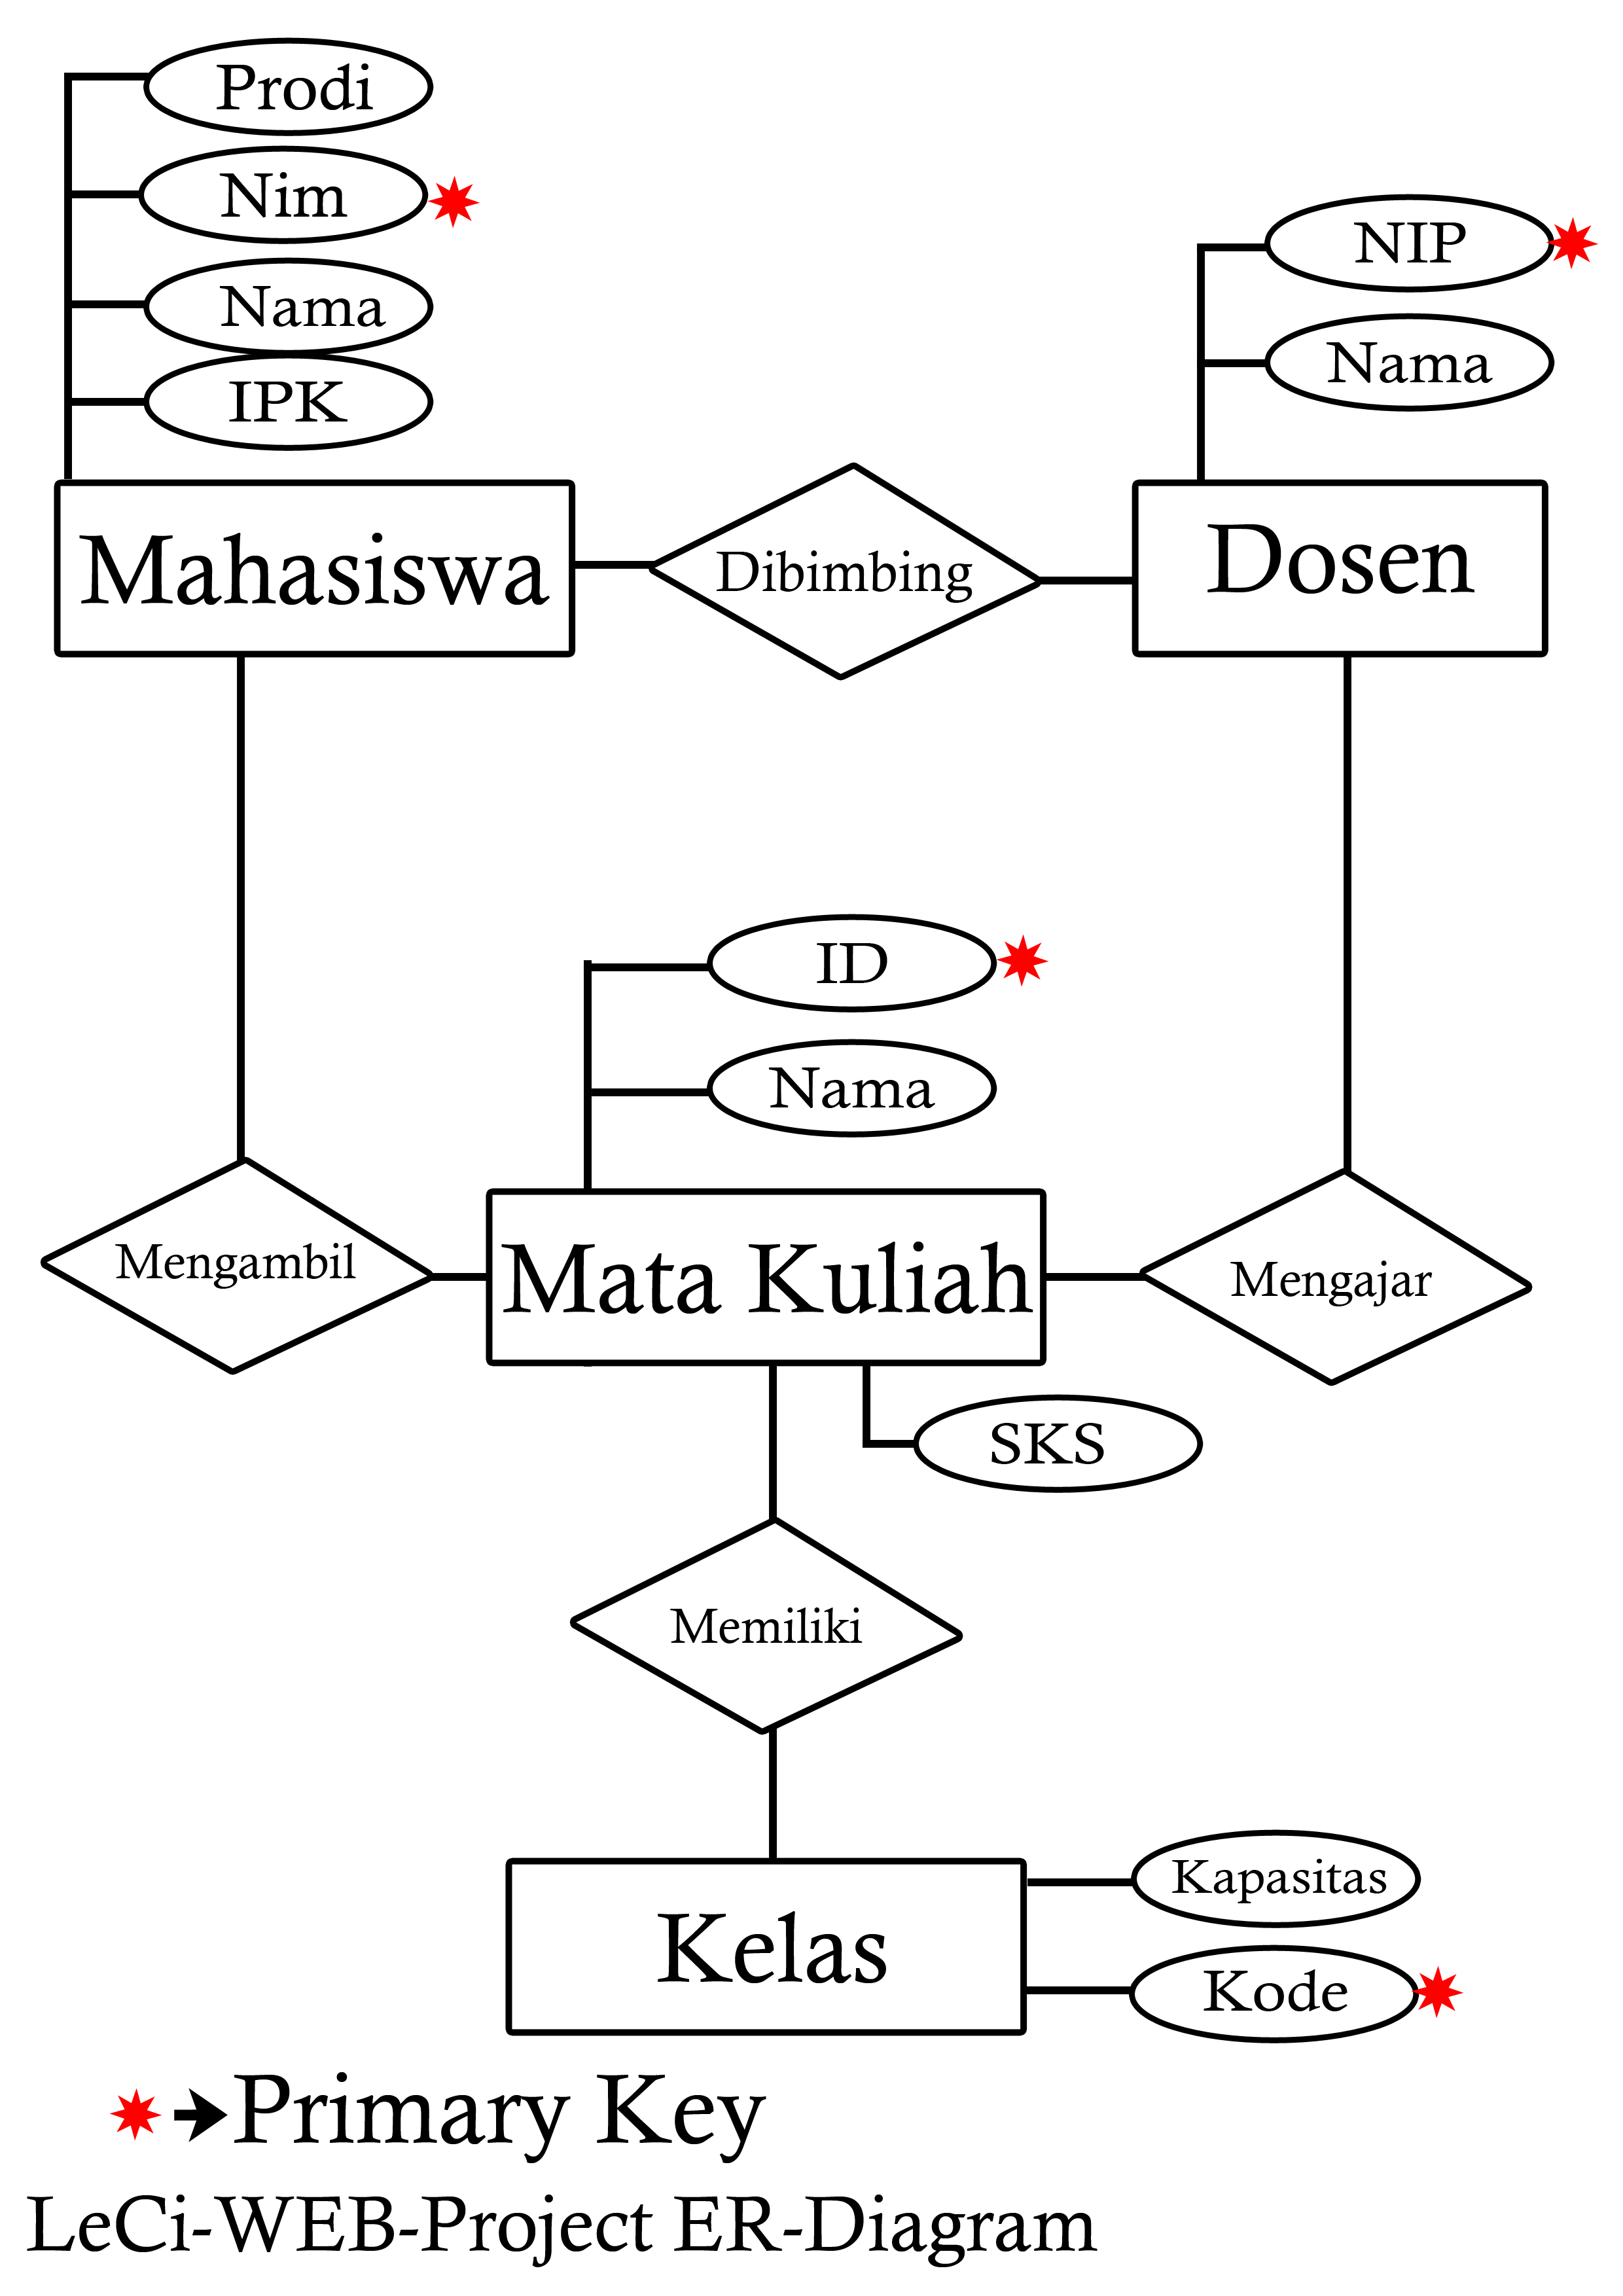 Prodi
Nim
Nama
IPK
NIP
Nama
Mahasiswa
Dibimbing
Dosen
ID
Nama
Mengambil
Mata Kuliah
Mengajar
SKS
Memiliki
Kapasitas
Kelas
Kode
Primary Key
LeCi-WEB-Project ER-Diagram